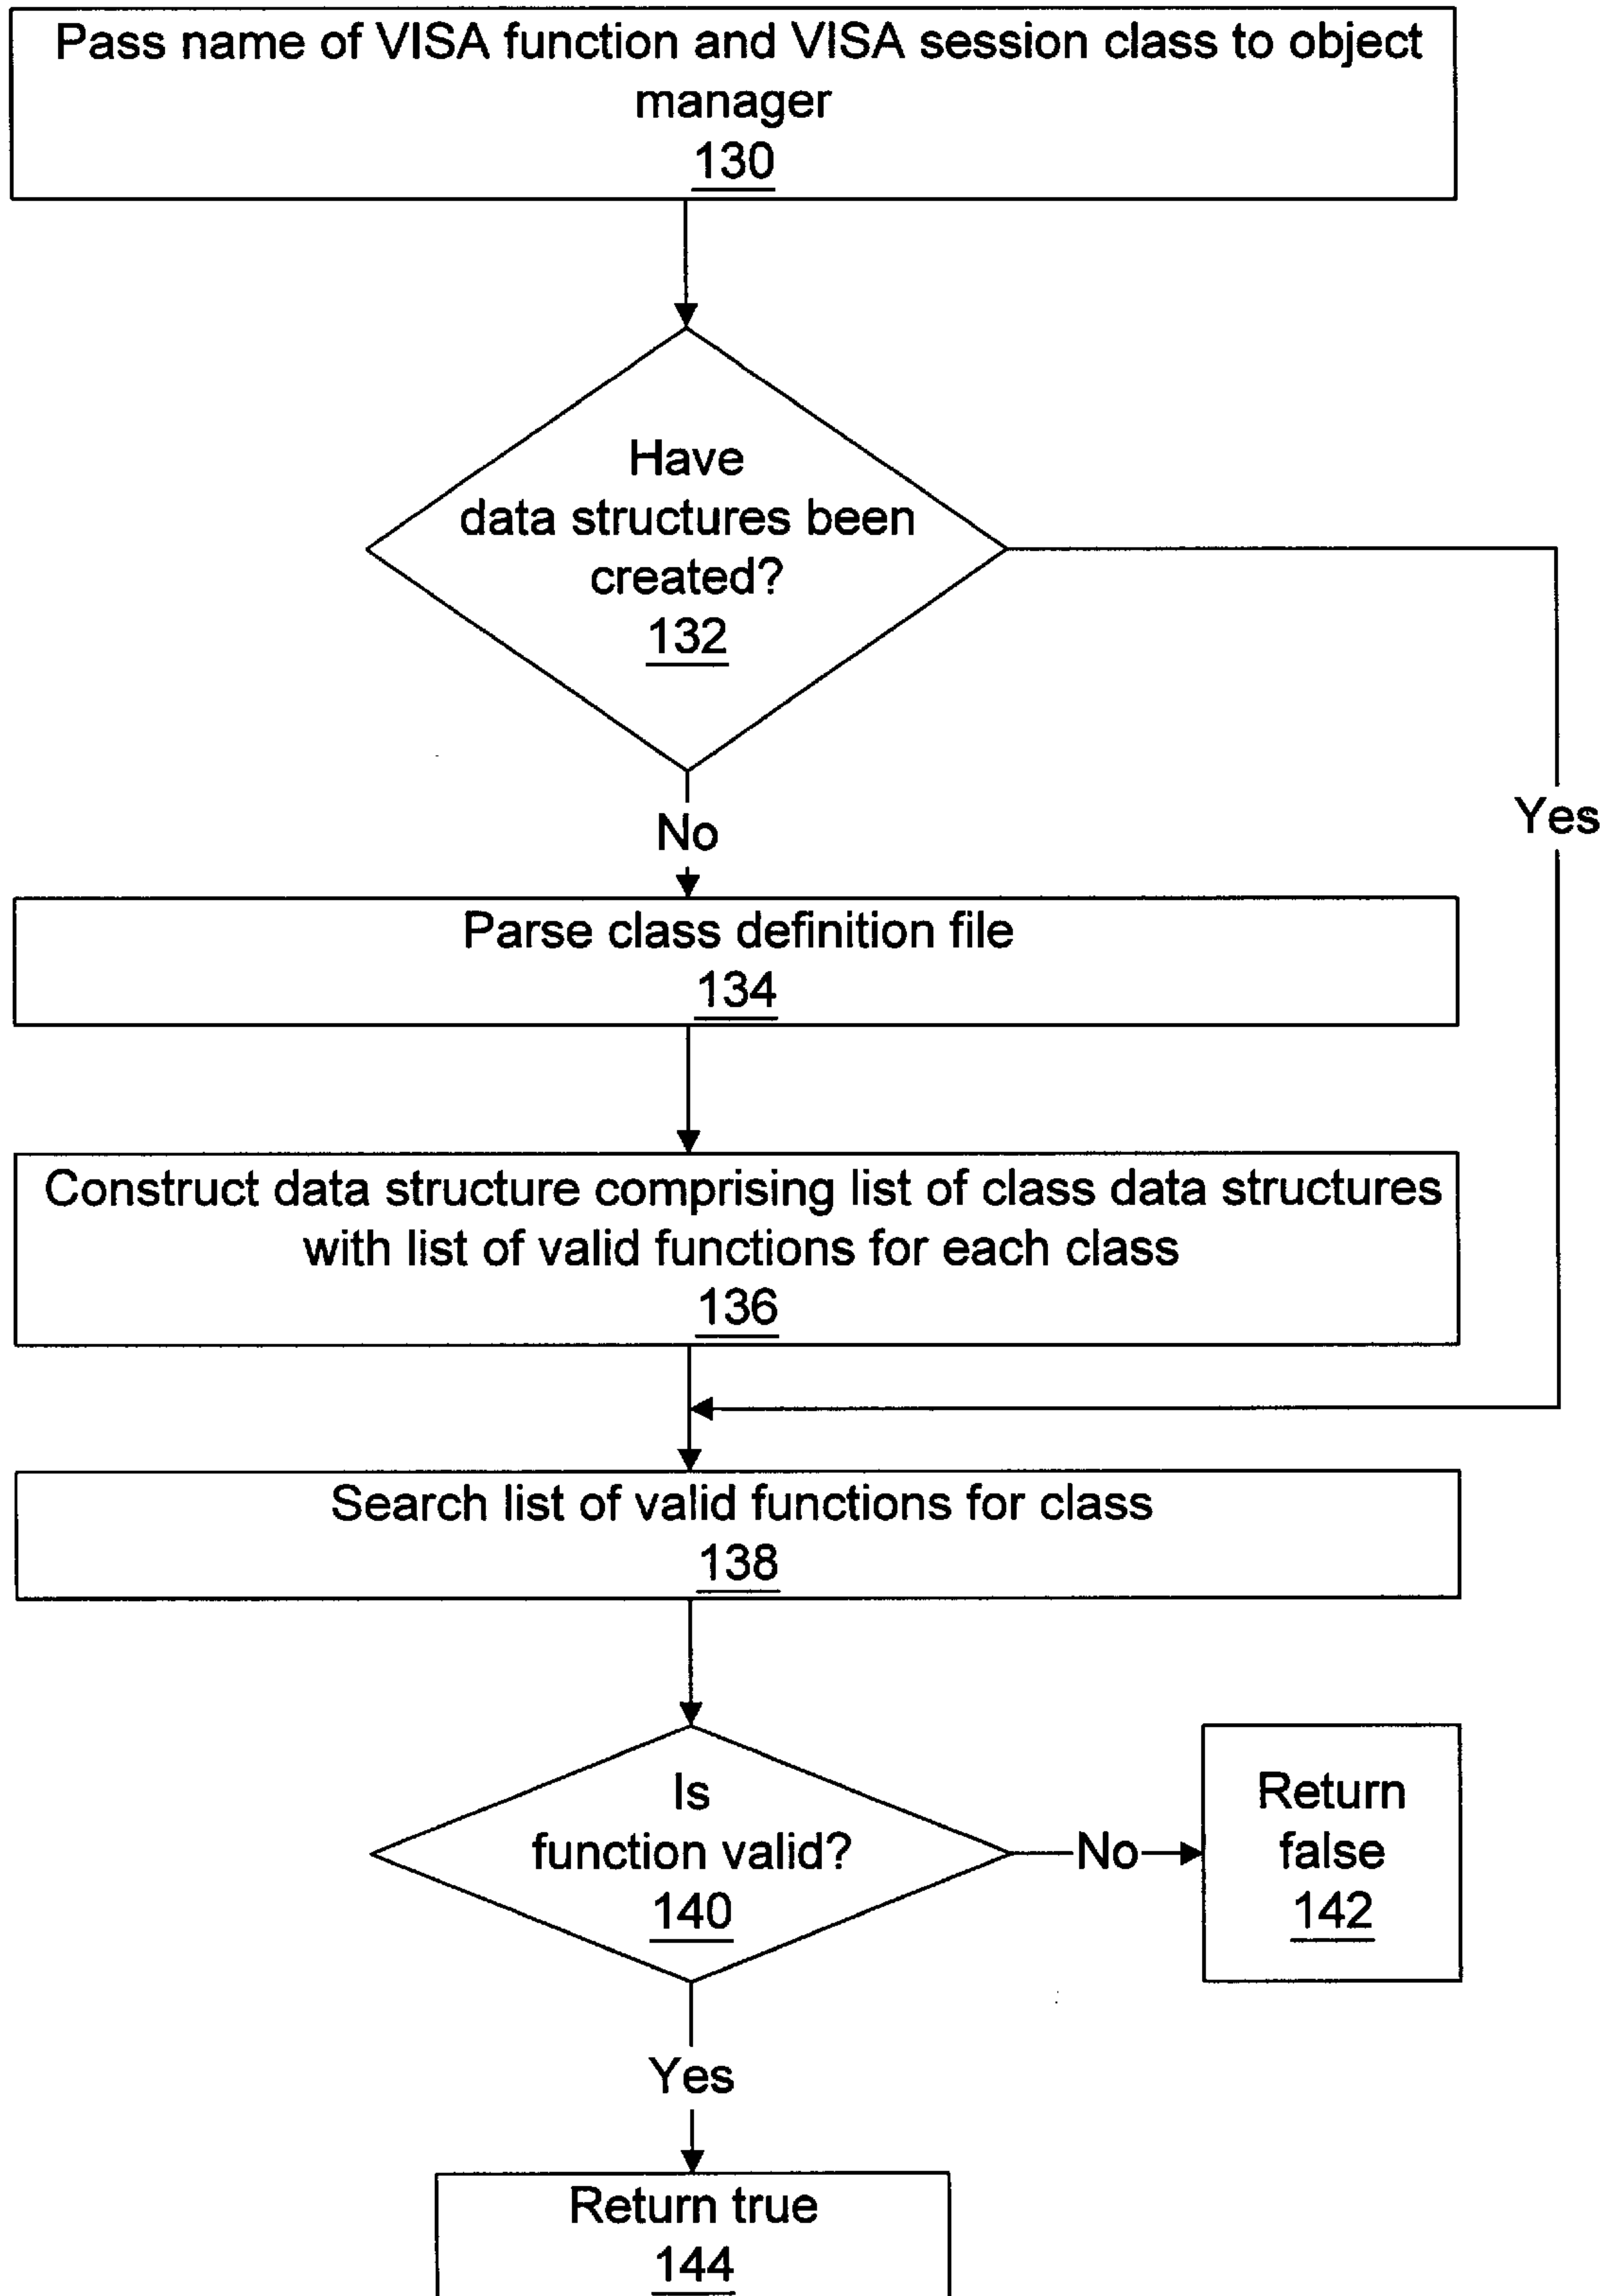 Pass name of VISA function and VISA session class to object
manager
130
Have
data structures been
created?
132
Yes
No
Parse class definition file
134
Construct data structure comprising list of class data structures
with list of valid functions for each class
136
Search list of valid functions for class
138
Is
function valid?
140
No
Return
false
142
Yes
Return true
144